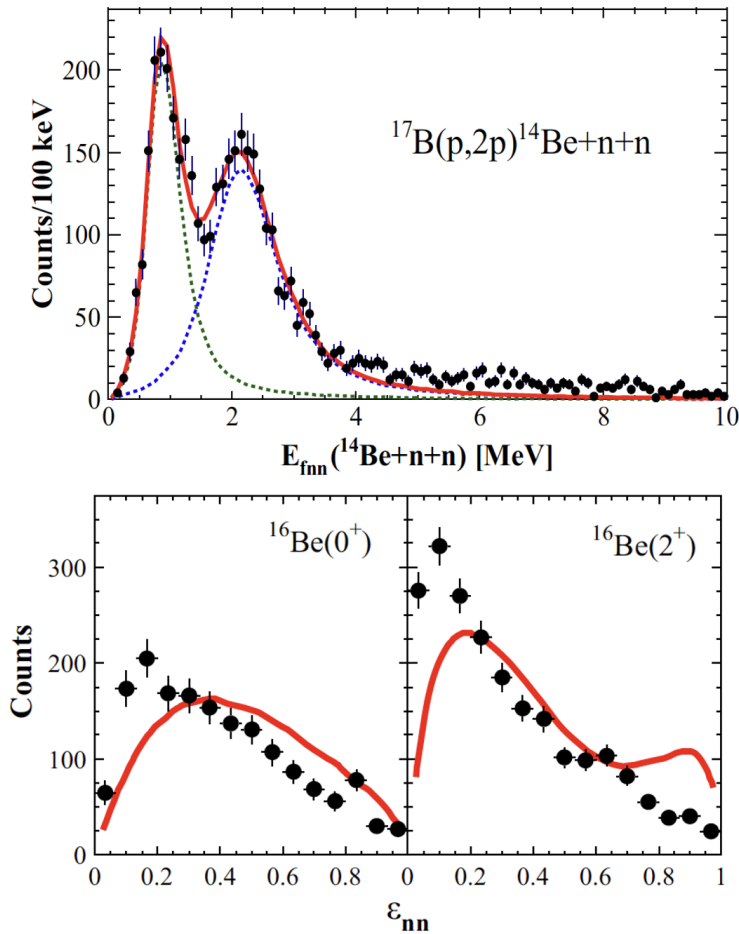 ¹⁷B(p,2p)¹⁴Be+n+n
Counts/100 keV
200
150
100
50
0
0 2 4 6 8 10
E_fnn(¹⁴Be+n+n) [MeV]
¹⁶Be(0⁺) ¹⁶Be(2⁺)
Counts
300
200
100
0
0 0.2 0.4 0.6 0.8 0 0.2 0.4 0.6 0.8 1
ε_nn